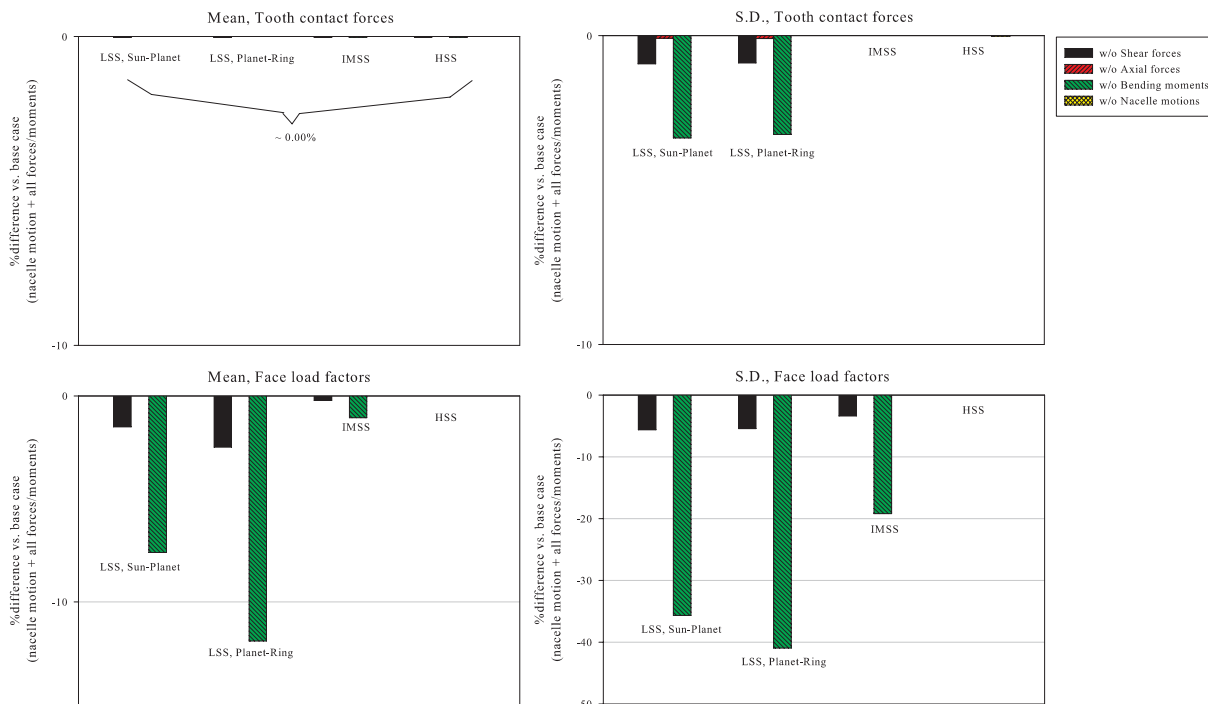 Mean, Tooth contact forces
0
LSS, Sun-Planet
LSS, Planet-Ring
IMSS
HSS
~ 0.00%
-10
%difference vs. base case
(nacelle motion + all forces/moments)
S.D., Tooth contact forces
0
IMSS
HSS
LSS, Sun-Planet
LSS, Planet-Ring
-10
%difference vs. base case
(nacelle motion + all forces/moments)
w/o Shear forces
w/o Axial forces
w/o Bending moments
w/o Nacelle motions
Mean, Face load factors
0
HSS
IMSS
LSS, Sun-Planet
-10
LSS, Planet-Ring
%difference vs. base case
(nacelle motion + all forces/moments)
S.D., Face load factors
0
HSS
-10
-20
IMSS
-30
LSS, Sun-Planet
-40
LSS, Planet-Ring
-50
%difference vs. base case
(nacelle motion + all forces/moments)